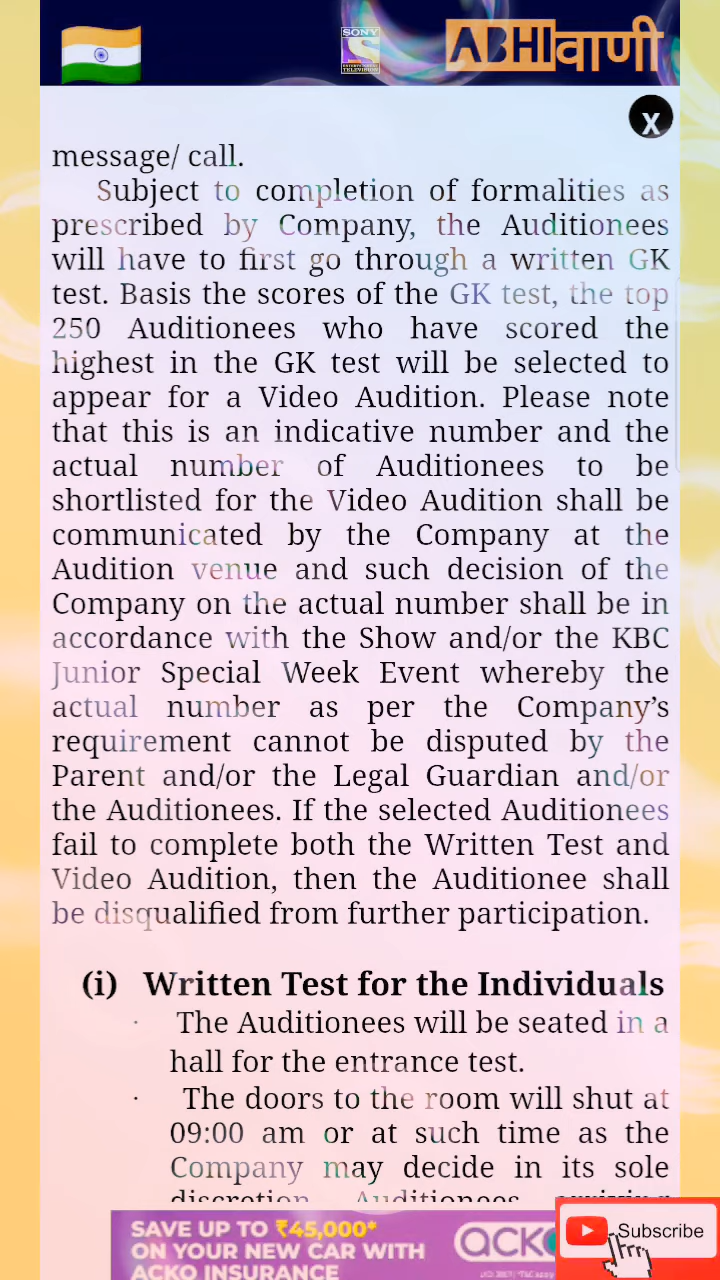 SONY
ENTERTAINMENT
TELEVISION
ABHIवाणी
X
message/ call.
Subject to completion of formalities as
prescribed by Company, the Auditionees
will have to first go through a written GK
test. Basis the scores of the GK test, the top
250 Auditionees who have scored the
highest in the GK test will be selected to
appear for a Video Audition. Please note
that this is an indicative number and the
actual number of Auditionees to be
shortlisted for the Video Audition shall be
communicated by the Company at the
Audition venue and such decision of the
Company on the actual number shall be in
accordance with the Show and/or the KBC
Junior Special Week Event whereby the
actual number as per the Company’s
requirement cannot be disputed by the
Parent and/or the Legal Guardian and/or
the Auditionees. If the selected Auditionees
fail to complete both the Written Test and
Video Audition, then the Auditionee shall
be disqualified from further participation.
(i) Written Test for the Individuals
· The Auditionees will be seated in a
hall for the entrance test.
· The doors to the room will shut at
09:00 am or at such time as the
Company may decide in its sole
discretion. Auditionees arriving
SAVE UP TO ₹45,000*
ON YOUR NEW CAR WITH
ACKO INSURANCE
acko
Subscribe